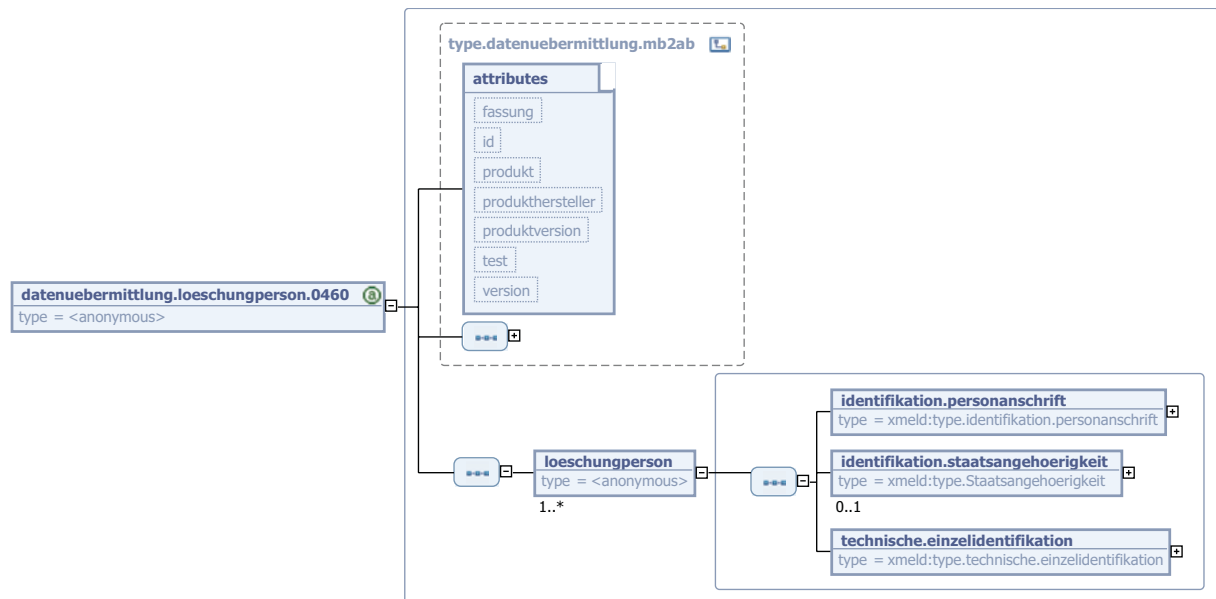 type.datenuebermittlung.mb2ab
attributes
fassung
id
produkt
produkthersteller
produktversion
test
version
datenuebermittlung.loeschungperson.0460
type = <anonymous>
loeschungperson
type = <anonymous>
1..*
identifikation.personanschrift
type = xmeld:type.identifikation.personanschrift
identifikation.staatsangehoerigkeit
type = xmeld:type.Staatsangehoerigkeit
0..1
technische.einzelidentifikation
type = xmeld:type.technische.einzelidentifikation